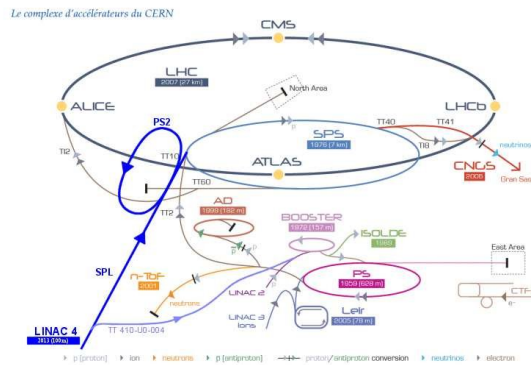 Le complexe d'accélérateurs du CERN
CMS
LHC
2007 (27 km)
North Area
ALICE
LHCb
PS2
TT40
TT41
SPS
1976 (7 km)
p
TI8
neutrinos
TI2
TT10
ATLAS
CNGS
2006
Gran Sasso
TT60
AD
1999 (182 m)
TT2
BOOSTER
1972 (157 m)
ISOLDE
1989
p
p
East Area
SPL
n-ToF
2001
PS
1959 (628 m)
CTF
e-
neutrons
LINAC 2
LINAC 4
2013 (100m)
LINAC 3
Ions
Leir
2005 (78 m)
TT 410-U0-004
p [proton]
ion
neutrons
p̄ [antiproton]
proton/antiproton conversion
neutrinos
electron